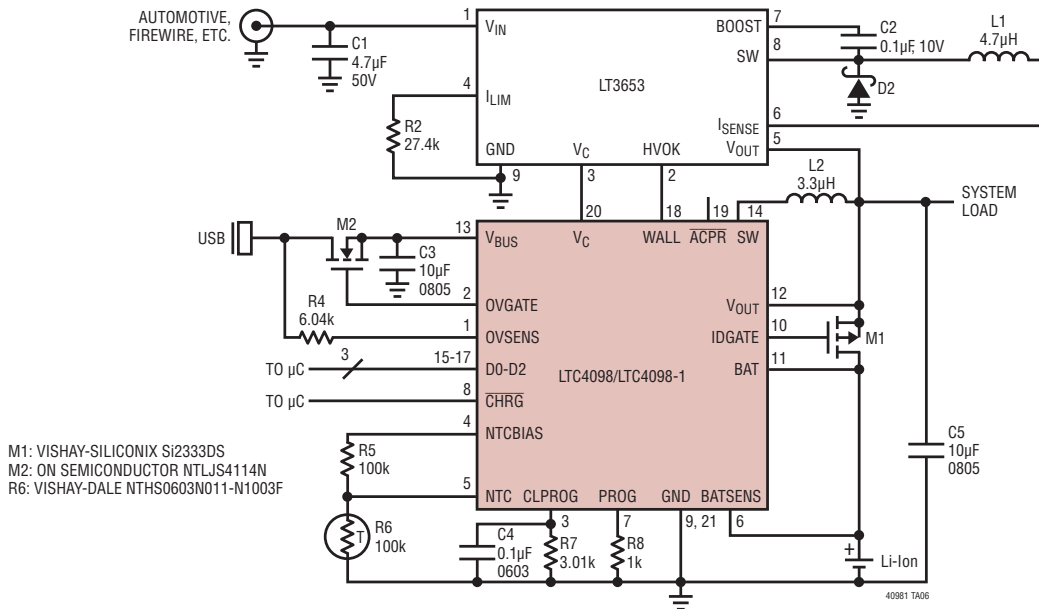 AUTOMOTIVE,
FIREWIRE, ETC.
C1
4.7µF
50V
1
VIN
4
ILIM
R2
27.4k
GND
9
VC
3
HVOK
2
LT3653
BOOST
7
SW
8
ISENSE
6
VOUT
5
C2
0.1µF, 10V
D2
L1
4.7µH
L2
3.3µH
SYSTEM
LOAD
USB
M2
C3
10µF
0805
R4
6.04k
13
VBUS
20
VC
18
WALL
19
ACPR
14
SW
2
OVGATE
1
OVSENS
TO µC
3
15-17
D0-D2
TO µC
8
CHRG
4
NTCBIAS
5
NTC
LTC4098/LTC4098-1
VOUT
12
IDGATE
10
BAT
11
M1
C5
10µF
0805
M1: VISHAY-SILICONIX Si2333DS
M2: ON SEMICONDUCTOR NTLJS4114N
R6: VISHAY-DALE NTHS0603N011-N1003F
R5
100k
T
R6
100k
CLPROG
3
PROG
7
GND
9, 21
BATSENS
6
C4
0.1µF
0603
R7
3.01k
R8
1k
+
Li-Ion
40981 TA06